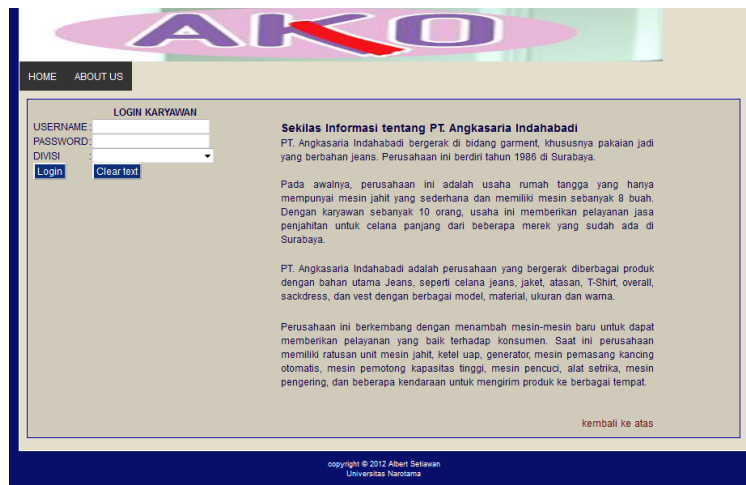 AKO
HOME ABOUT US
LOGIN KARYAWAN
USERNAME :
PASSWORD :
DIVISI :
Login Clear text
Sekilas Informasi tentang PT. Angkasaria Indahabadi
PT. Angkasaria Indahabadi bergerak di bidang garment, khususnya pakaian jadi
yang berbahan jeans. Perusahaan ini berdiri tahun 1986 di Surabaya.
Pada awalnya, perusahaan ini adalah usaha rumah tangga yang hanya
mempunyai mesin jahit yang sederhana dan memiliki mesin sebanyak 8 buah.
Dengan karyawan sebanyak 10 orang, usaha ini memberikan pelayanan jasa
penjahitan untuk celana panjang dari beberapa merek yang sudah ada di
Surabaya.
PT. Angkasaria Indahabadi adalah perusahaan yang bergerak diberbagai produk
dengan bahan utama Jeans, seperti celana jeans, jaket, atasan, T-Shirt, overall,
sackdress, dan vest dengan berbagai model, material, ukuran dan warna.
Perusahaan ini berkembang dengan menambah mesin-mesin baru untuk dapat
memberikan pelayanan yang baik terhadap konsumen. Saat ini perusahaan
memiliki ratusan unit mesin jahit, ketel uap, generator, mesin pemasang kancing
otomatis, mesin pemotong kapasitas tinggi, mesin pencuci, alat setrika, mesin
pengering, dan beberapa kendaraan untuk mengirim produk ke berbagai tempat.
kembali ke atas
copyright © 2012 Albert Setiawan
Universitas Narotama